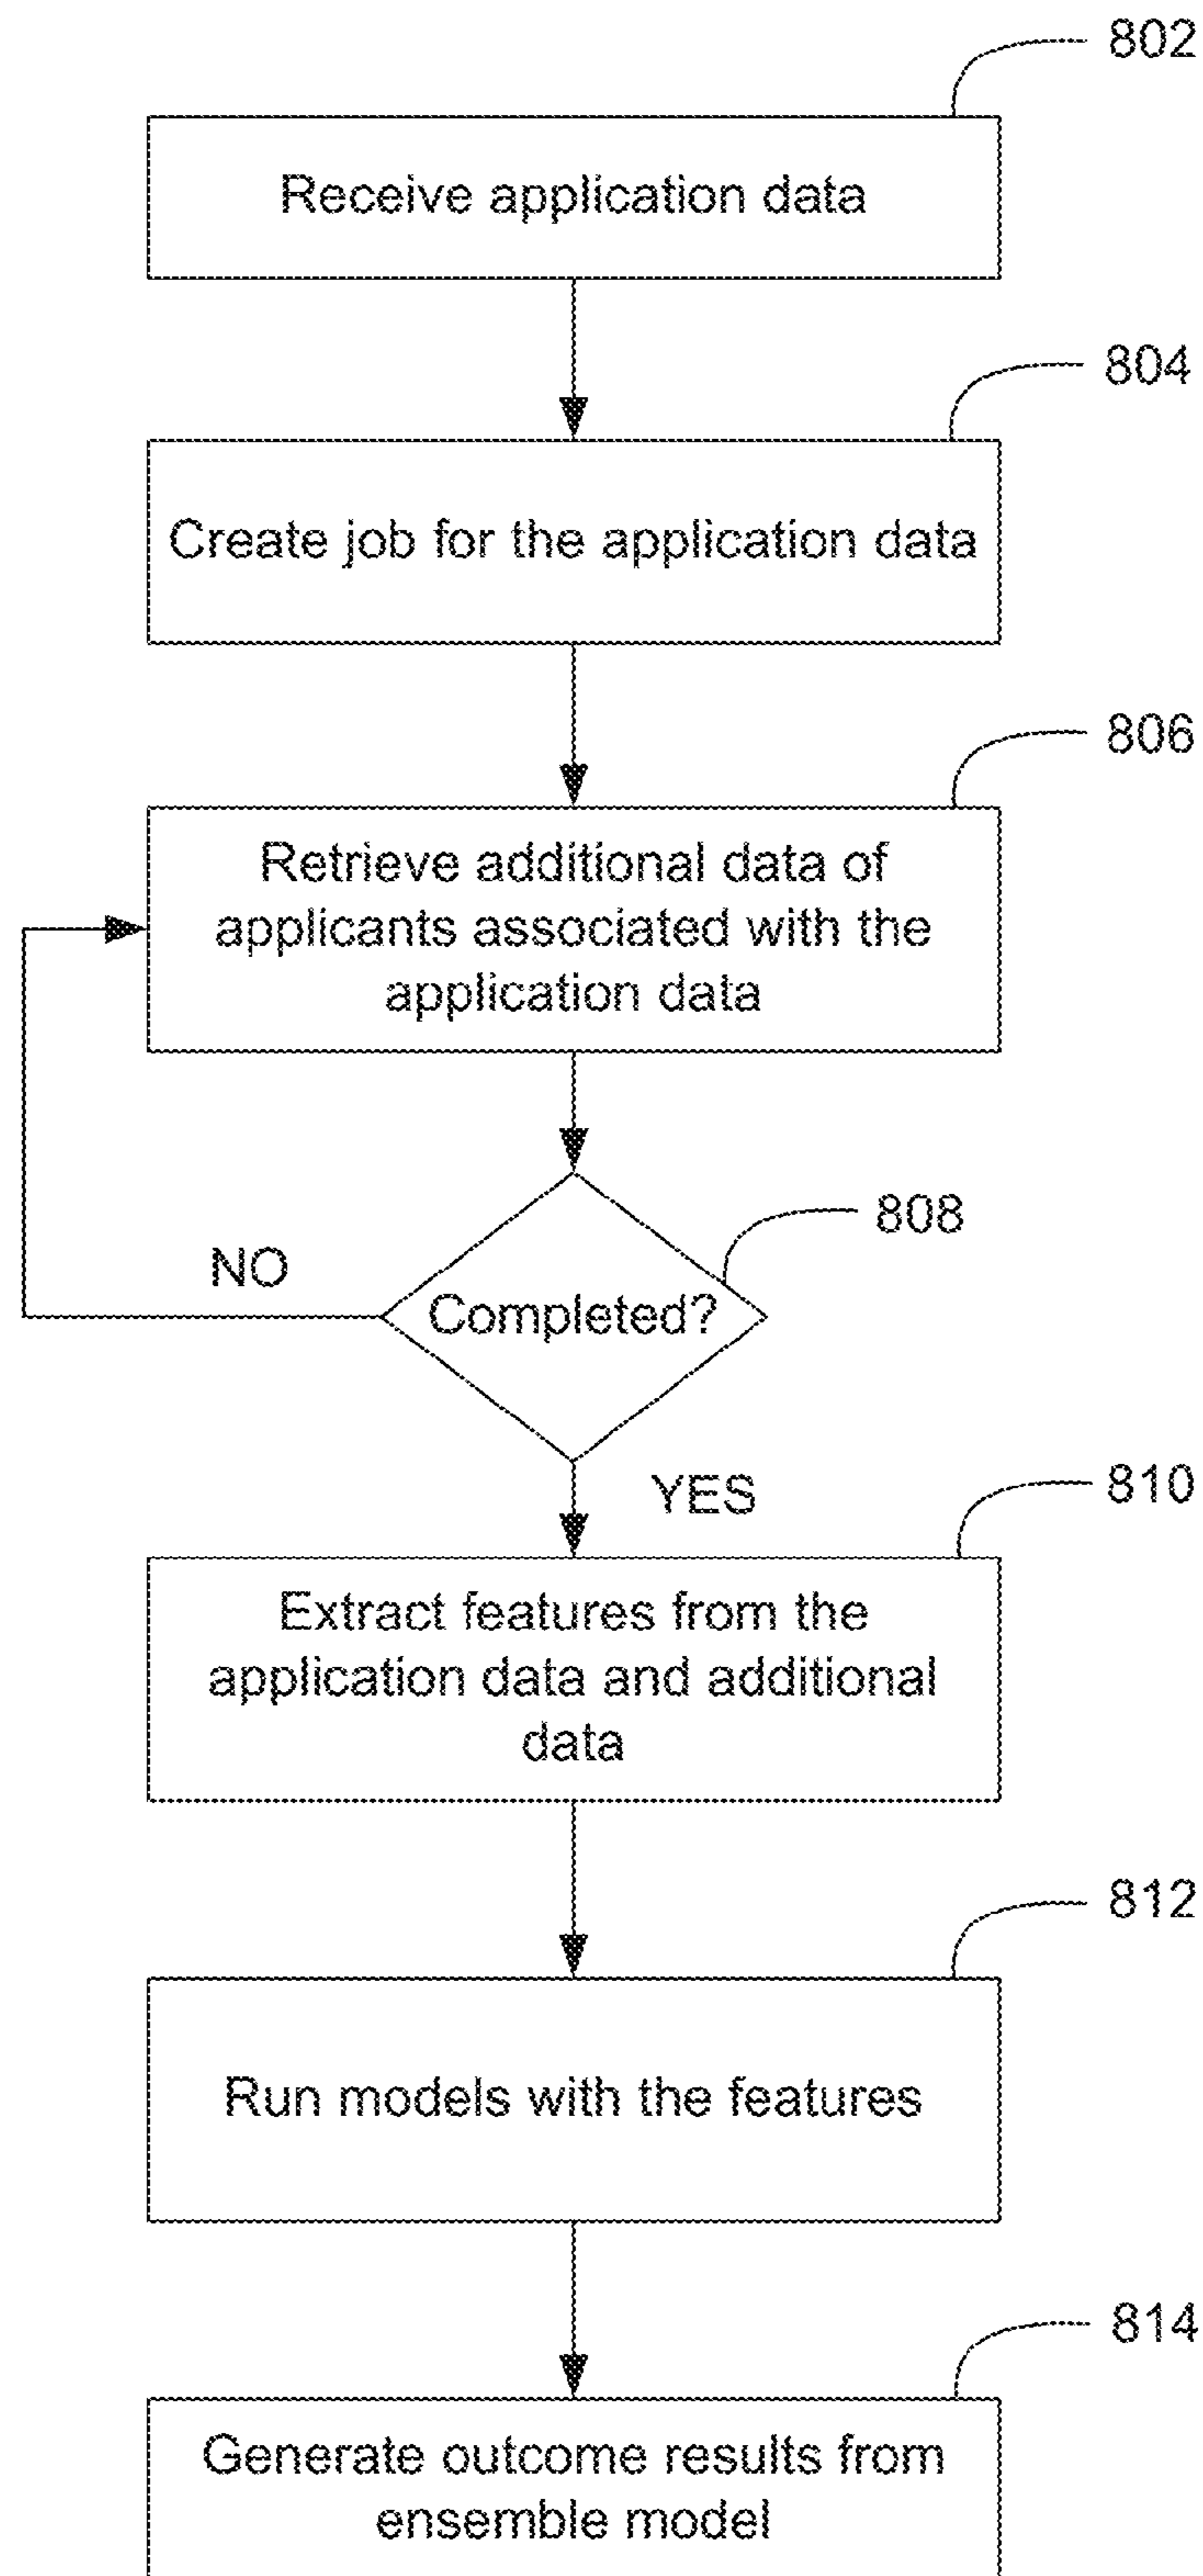 802
Receive application data
804
Create job for the application data
806
Retrieve additional data of
applicants associated with the
application data
808
NO
Completed?
YES
810
Extract features from the
application data and additional
data
812
Run models with the features
814
Generate outcome results from
ensemble model